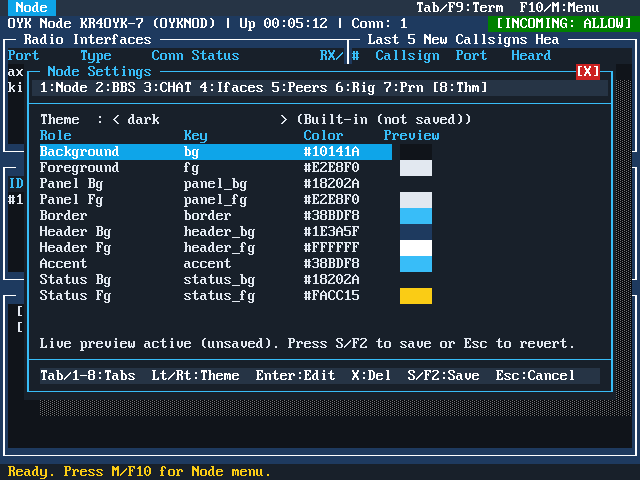 Node Tab/F9:Term F10/M:Menu
OYK Node KR4OYK-7 (OYKNOD) | Up 00:05:12 | Conn: 1 [INCOMING: ALLOW]
Radio Interfaces Last 5 New Callsigns Hea
Port Type Conn Status RX/ # Callsign Port Heard
ax
Node Settings [X]
ki
1:Node 2:BBS 3:CHAT 4:Ifaces 5:Peers 6:Rig 7:Prn [8:Thm]
Theme : < dark > (Built-in (not saved))
Role Key Color Preview
Background bg #10141A
Foreground fg #E2E8F0
ID
Panel Bg panel_bg #18202A
#1
Panel Fg panel_fg #E2E8F0
Border border #38BDF8
Header Bg header_bg #1E3A5F
Header Fg header_fg #FFFFFF
Accent accent #38BDF8
Status Bg status_bg #18202A
Status Fg status_fg #FACC15
[
[
Live preview active (unsaved). Press S/F2 to save or Esc to revert.
Tab/1-8:Tabs Lt/Rt:Theme Enter:Edit X:Del S/F2:Save Esc:Cancel
Ready. Press M/F10 for Node menu.